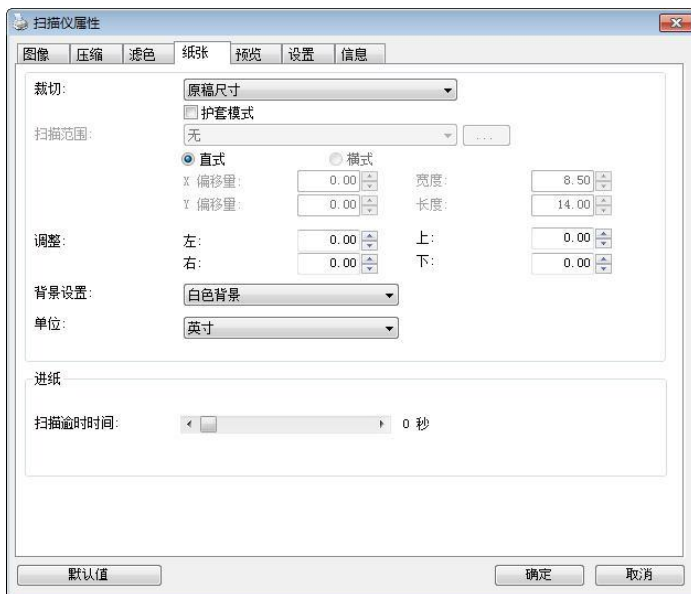 扫描仪属性
图像 压缩 滤色 纸张 预览 设置 信息
裁切: 原稿尺寸
护套模式
扫描范围: 无 ...
直式 横式
X 偏移量: 0.00 宽度: 8.50
Y 偏移量: 0.00 长度: 14.00
调整: 左: 0.00 上: 0.00
右: 0.00 下: 0.00
背景设置: 白色背景
单位: 英寸
进纸
扫描逾时时间: 0 秒
默认值 确定 取消